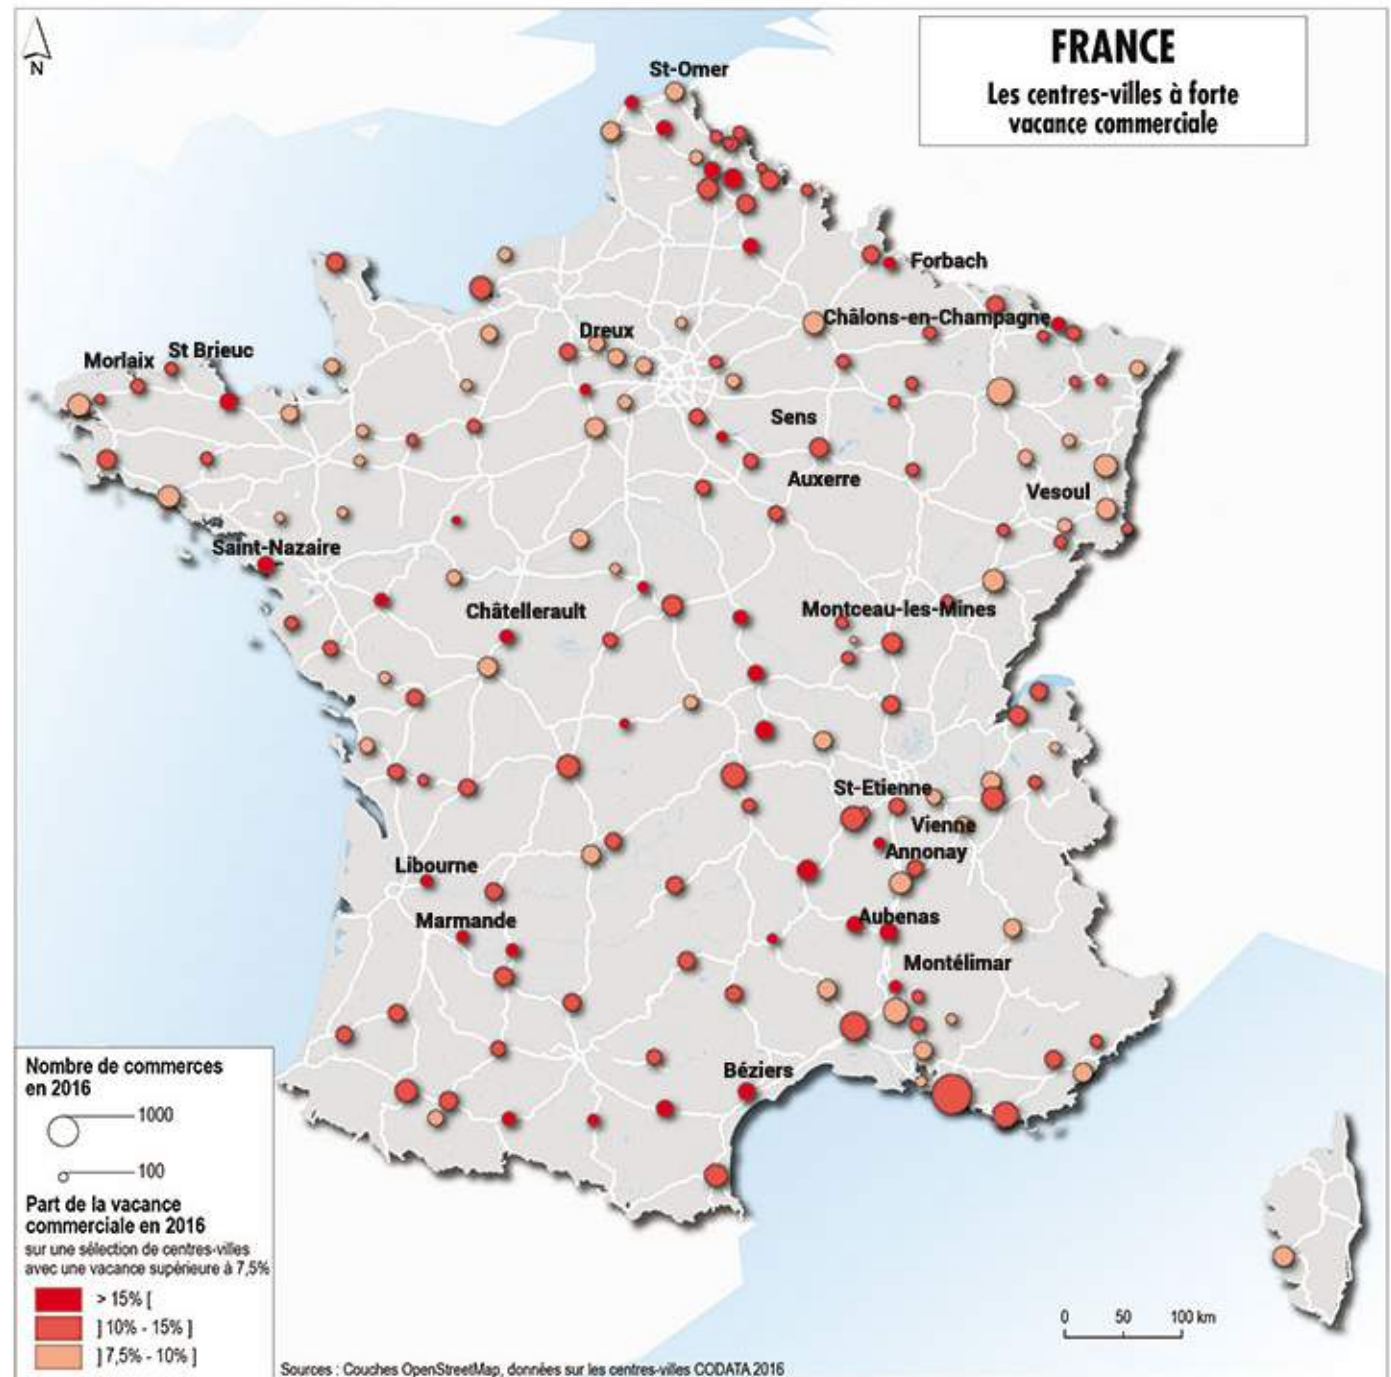 N
FRANCE
Les centres-villes à forte
vacance commerciale
St-Omer
Forbach
Châlons-en-Champagne
Dreux
Morlaix
St Brieuc
Sens
Auxerre
Vesoul
Saint-Nazaire
Châtellerault
Montceau-les-Mines
St-Etienne
Vienne
Annonay
Libourne
Marmande
Aubenas
Montélimar
Béziers
Nombre de commerces
en 2016
1000
100
Part de la vacance
commerciale en 2016
sur une sélection de centres-villes
avec une vacance supérieure à 7,5%
> 15% [
] 10% - 15% ]
] 7,5% - 10% ]
0 50 100 km
Sources : Couches OpenStreetMap, données sur les centres-villes CODATA 2016